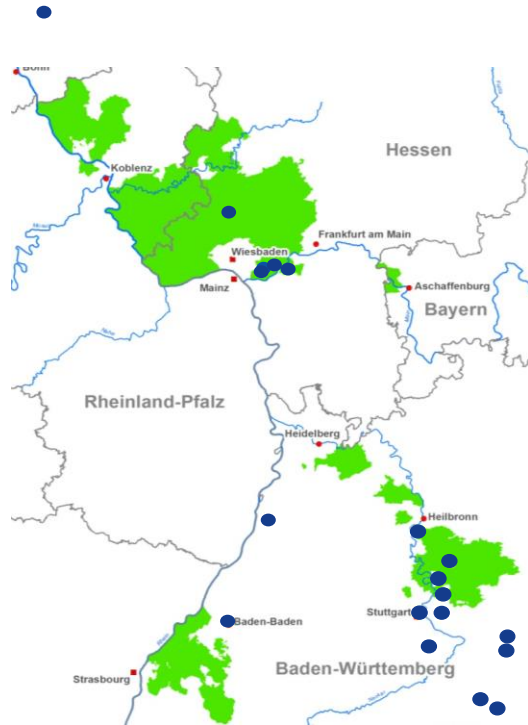 Bonn
Hessen
Koblenz
Frankfurt am Main
Wiesbaden
Mainz
Aschaffenburg
Bayern
Rheinland-Pfalz
Heidelberg
Heilbronn
Stuttgart
Baden-Baden
Baden-Württemberg
Strasbourg